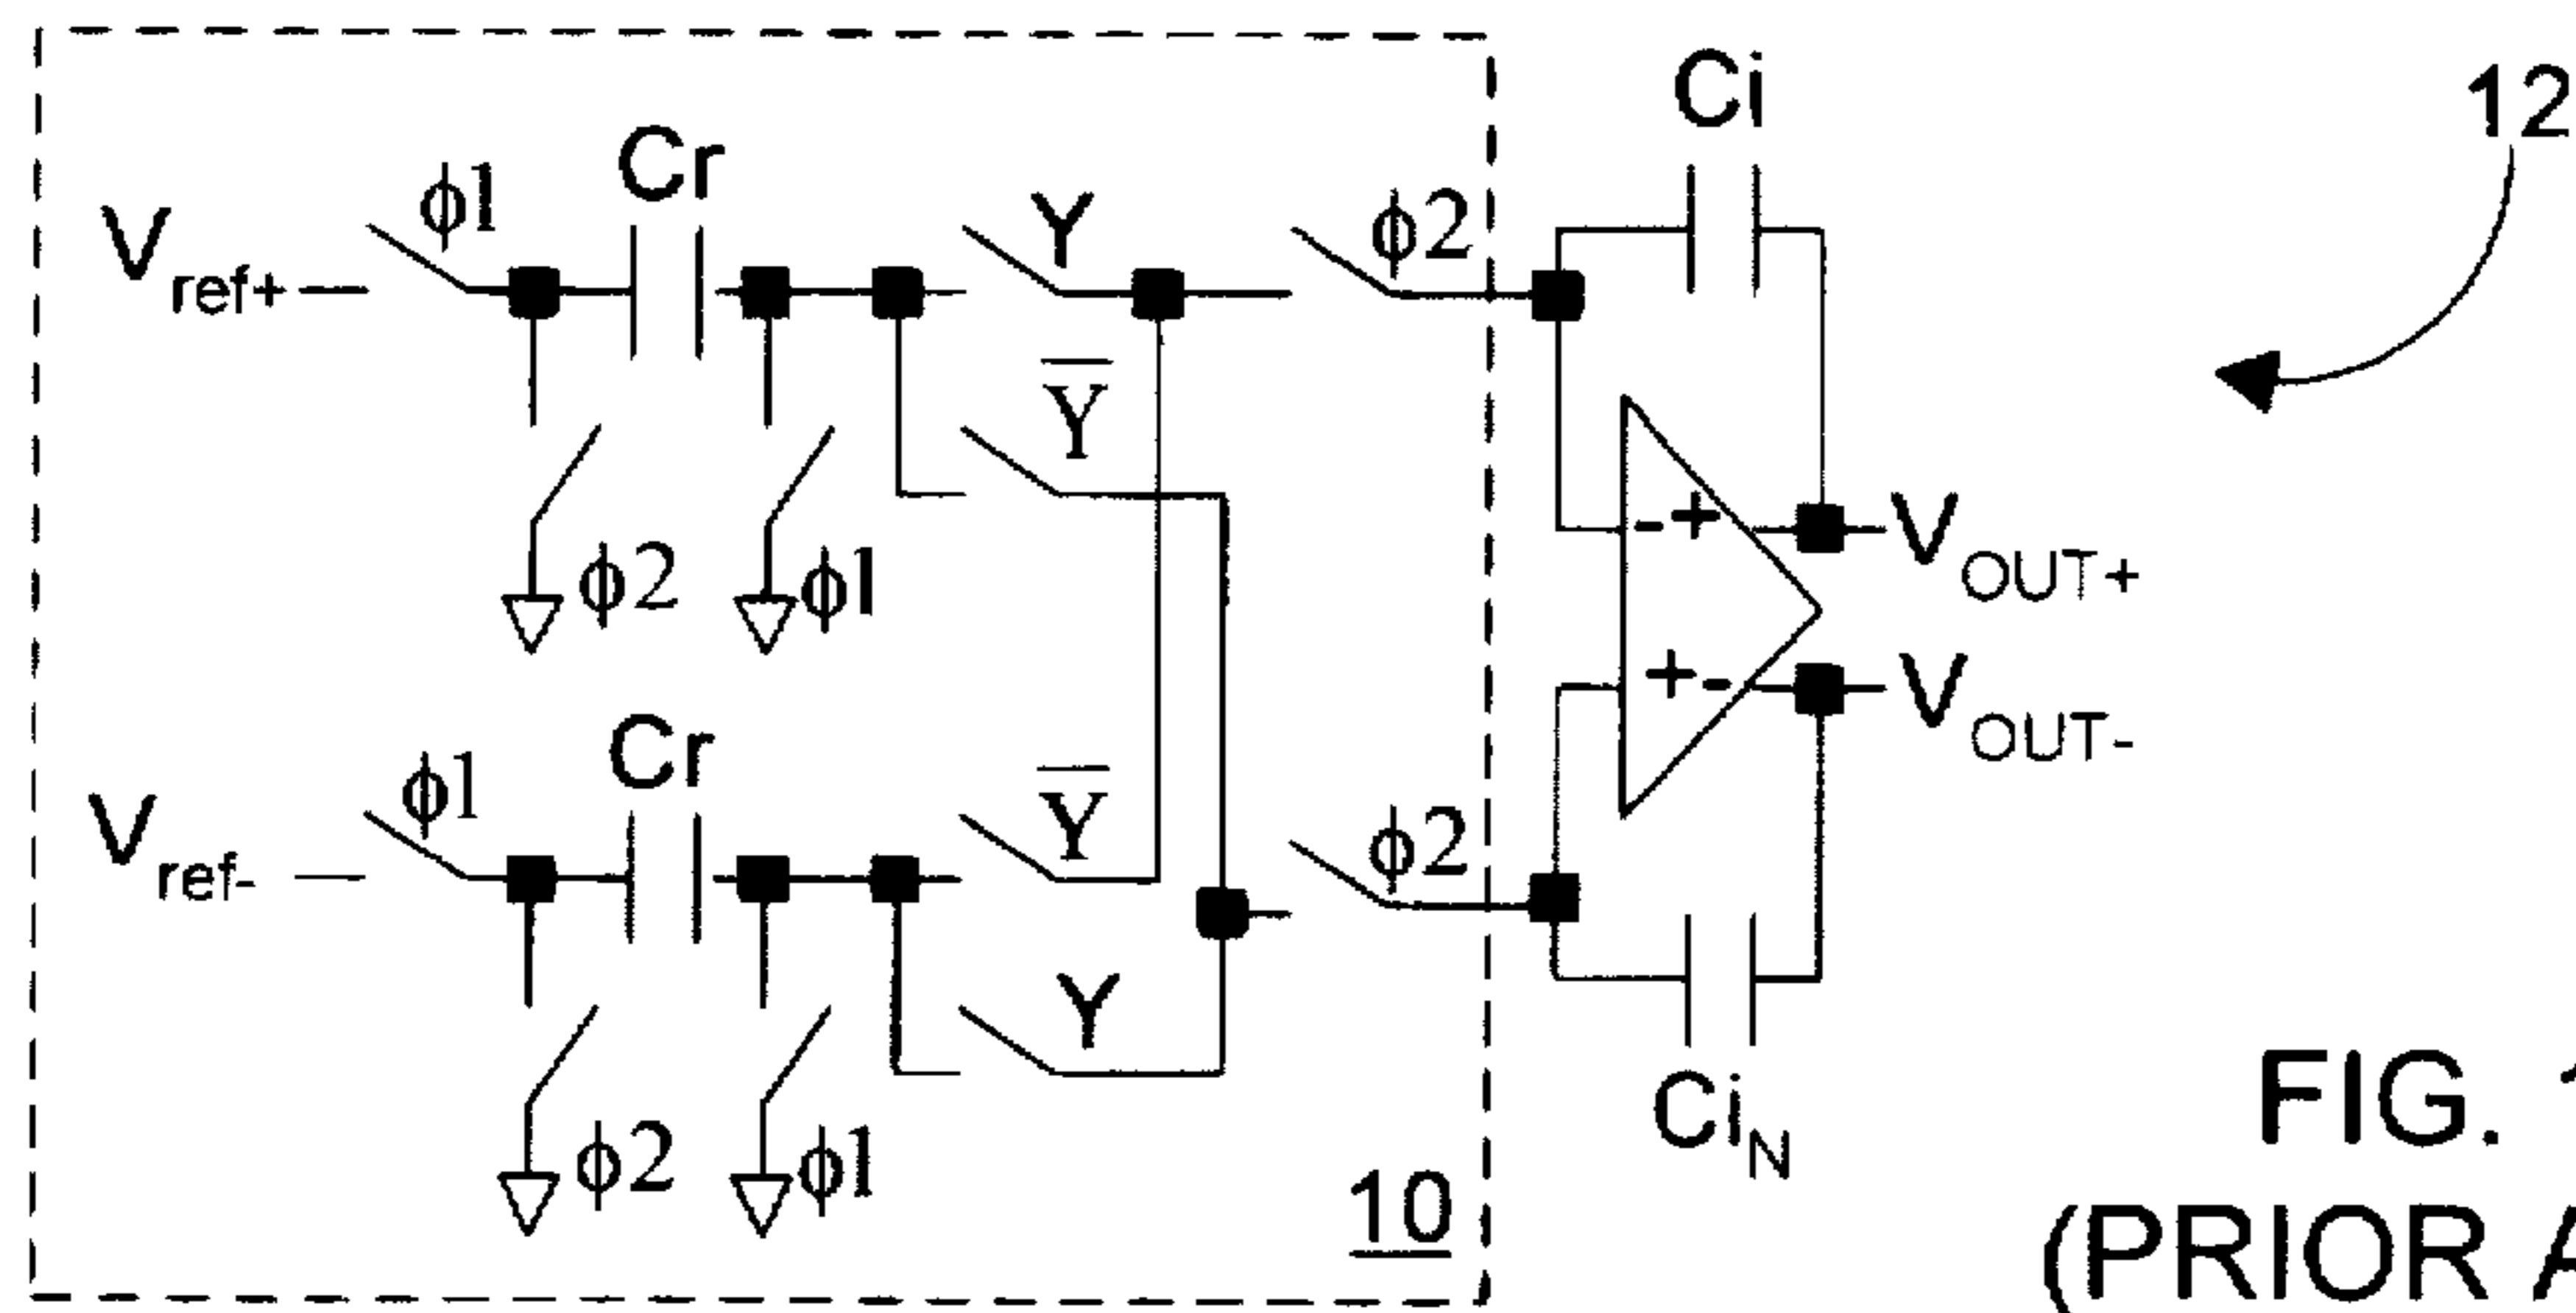 Ci
12
Cr
ϕ1
Vref+
Y
ϕ2
Y̅
ϕ2
ϕ1
-+
VOUT+
+-
VOUT-
Cr
ϕ1
Vref-
Y̅
ϕ2
Y
CiN
ϕ2
ϕ1
10
FIG.
(PRIOR